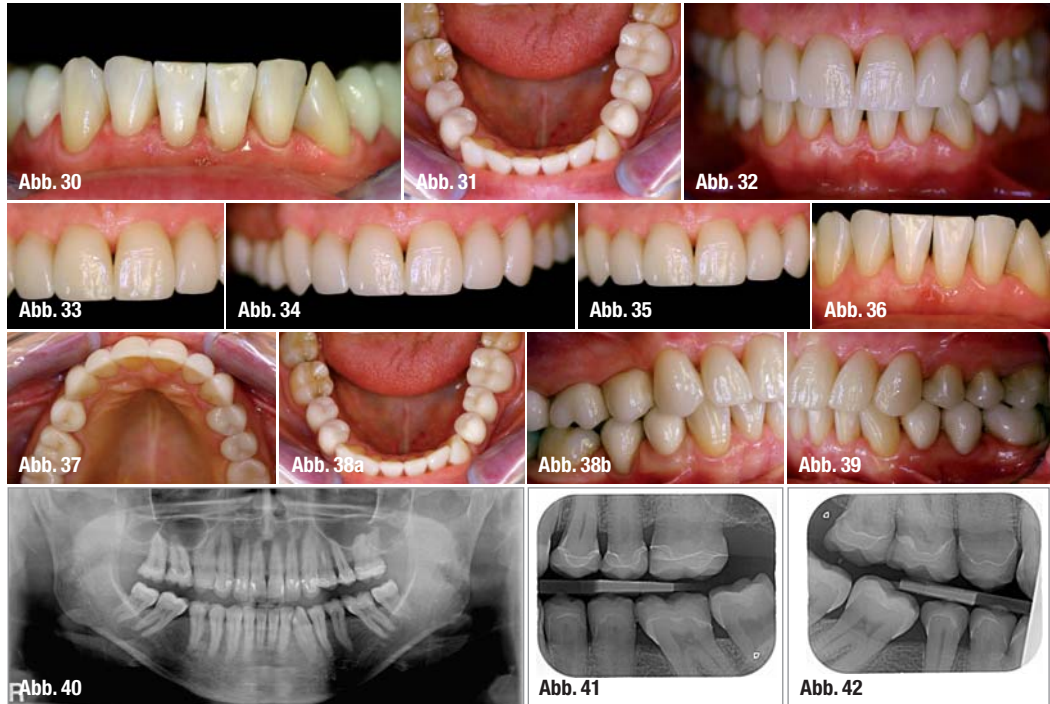 Abb. 30
Abb. 31
Abb. 32
Abb. 33
Abb. 34
Abb. 35
Abb. 36
Abb. 37
Abb. 38a
Abb. 38b
Abb. 39
R
Abb. 40
Abb. 41
Abb. 42